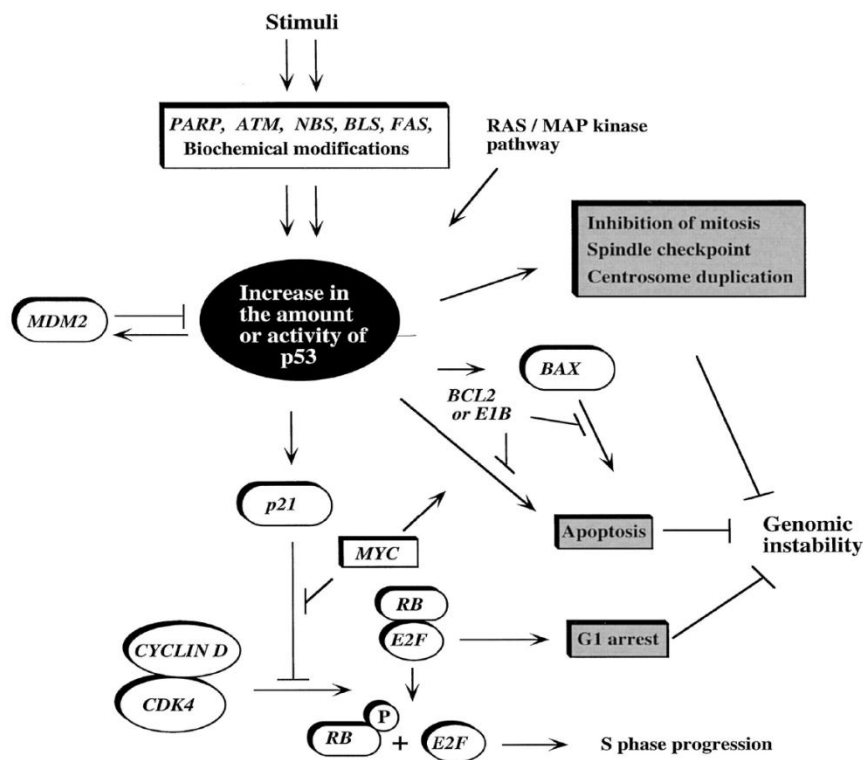 Stimuli
PARP, ATM, NBS, BLS, FAS,
Biochemical modifications
RAS / MAP kinase
pathway
Inhibition of mitosis
Spindle checkpoint
Centrosome duplication
Increase in
the amount
or activity of
p53
MDM2
BAX
BCL2
or E1B
p21
MYC
Apoptosis
Genomic
instability
RB
E2F
G1 arrest
CYCLIN D
CDK4
P
RB + E2F
S phase progression